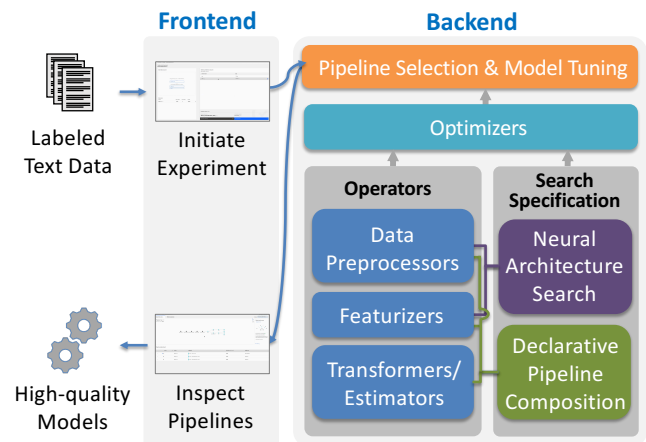 Frontend
Backend
Labeled
Text Data
Initiate
Experiment
Pipeline Selection & Model Tuning
Optimizers
Operators
Search
Specification
Data
Preprocessors
Featurizers
Transformers/
Estimators
Neural
Architecture
Search
Declarative
Pipeline
Composition
High-quality
Models
Inspect
Pipelines